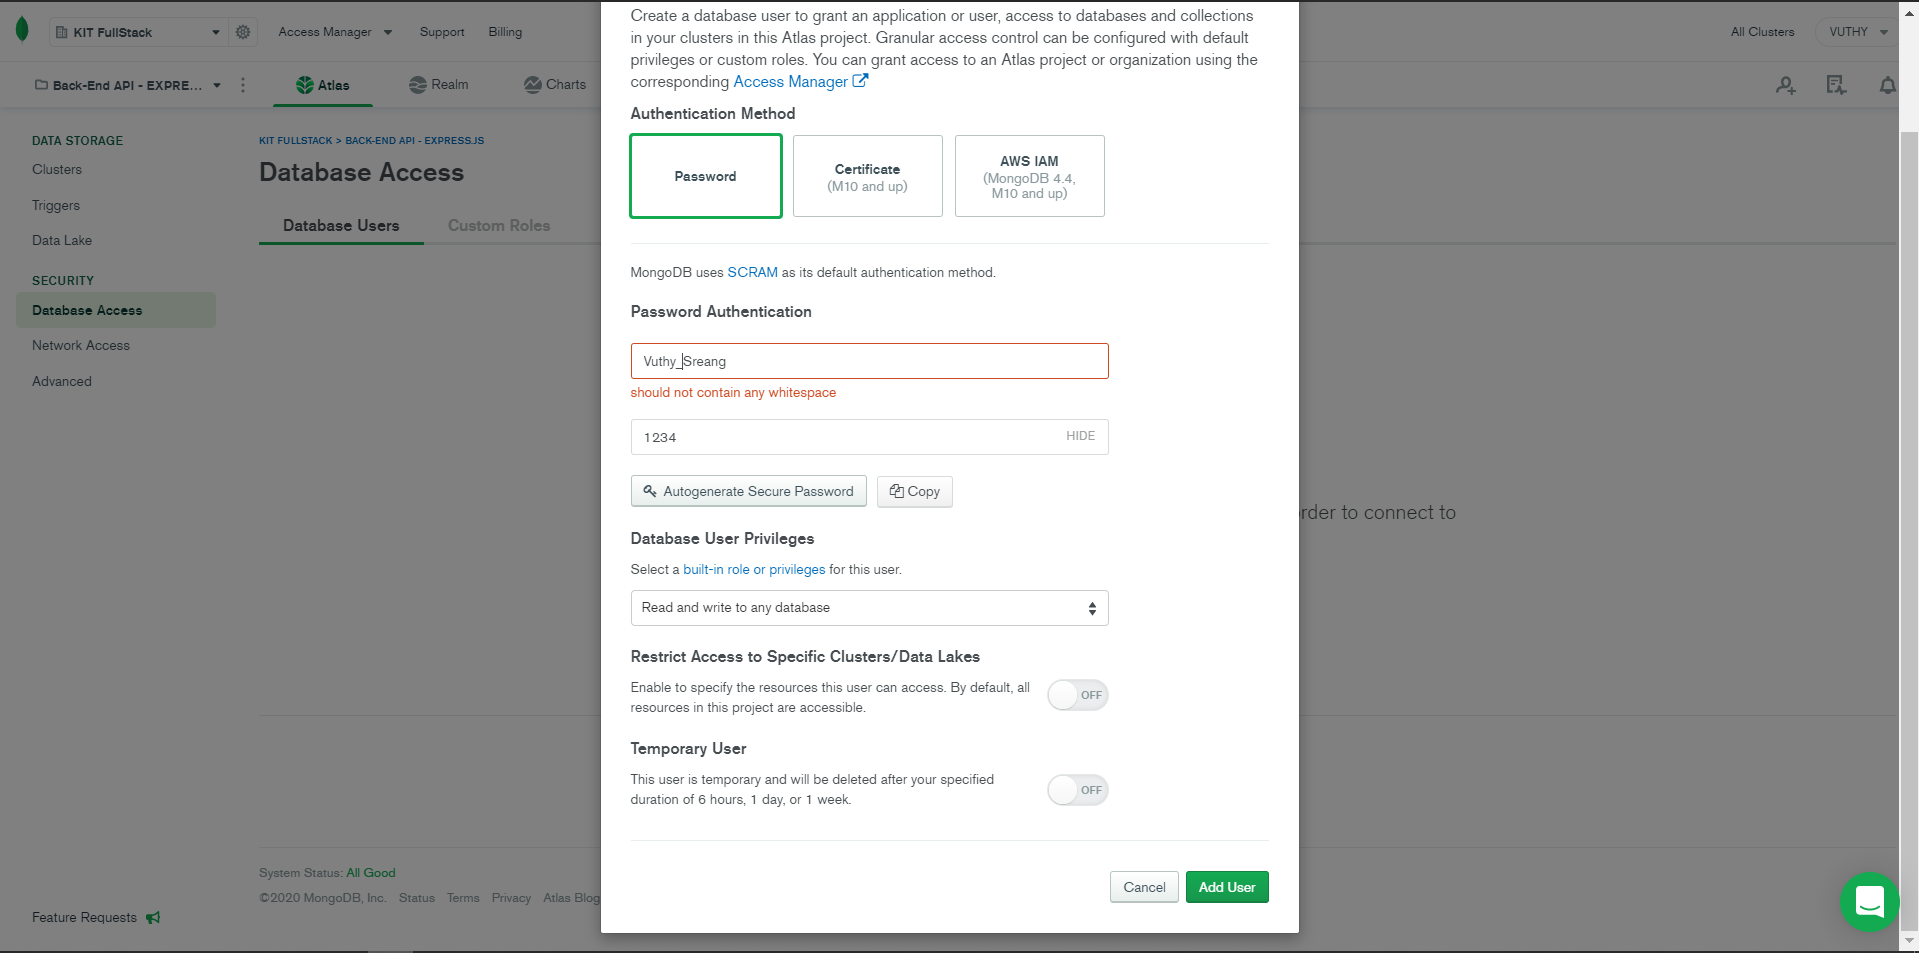 KIT FullStack
Access Manager
Support
Billing
All Clusters
VUTHY
Back-End API - EXPRE...
Atlas
Realm
Charts
DATA STORAGE
Clusters
Triggers
Data Lake
SECURITY
Database Access
Network Access
Advanced
Feature Requests
KIT FULLSTACK > BACK-END API - EXPRESS.JS
Database Access
Database Users
Custom Roles
order to connect to
System Status: All Good
©2020 MongoDB, Inc.
Status
Terms
Privacy
Atlas Blog
Create a database user to grant an application or user, access to databases and collections
in your clusters in this Atlas project. Granular access control can be configured with default
privileges or custom roles. You can grant access to an Atlas project or organization using the
corresponding Access Manager
Authentication Method
Password
Certificate
(M10 and up)
AWS IAM
(MongoDB 4.4,
M10 and up)
MongoDB uses SCRAM as its default authentication method.
Password Authentication
Vuthy_Sreang
should not contain any whitespace
1234
HIDE
Autogenerate Secure Password
Copy
Database User Privileges
Select a built-in role or privileges for this user.
Read and write to any database
Restrict Access to Specific Clusters/Data Lakes
Enable to specify the resources this user can access. By default, all
resources in this project are accessible.
OFF
Temporary User
This user is temporary and will be deleted after your specified
duration of 6 hours, 1 day, or 1 week.
OFF
Cancel
Add User